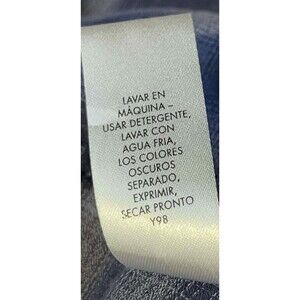 LAVAR EN
MÁQUINA –
USAR DETERGENTE,
LAVAR CON
AGUA FRIA,
LOS COLORES
OSCUROS
SEPARADO,
EXPRIMIR,
SECAR PRONTO
Y98